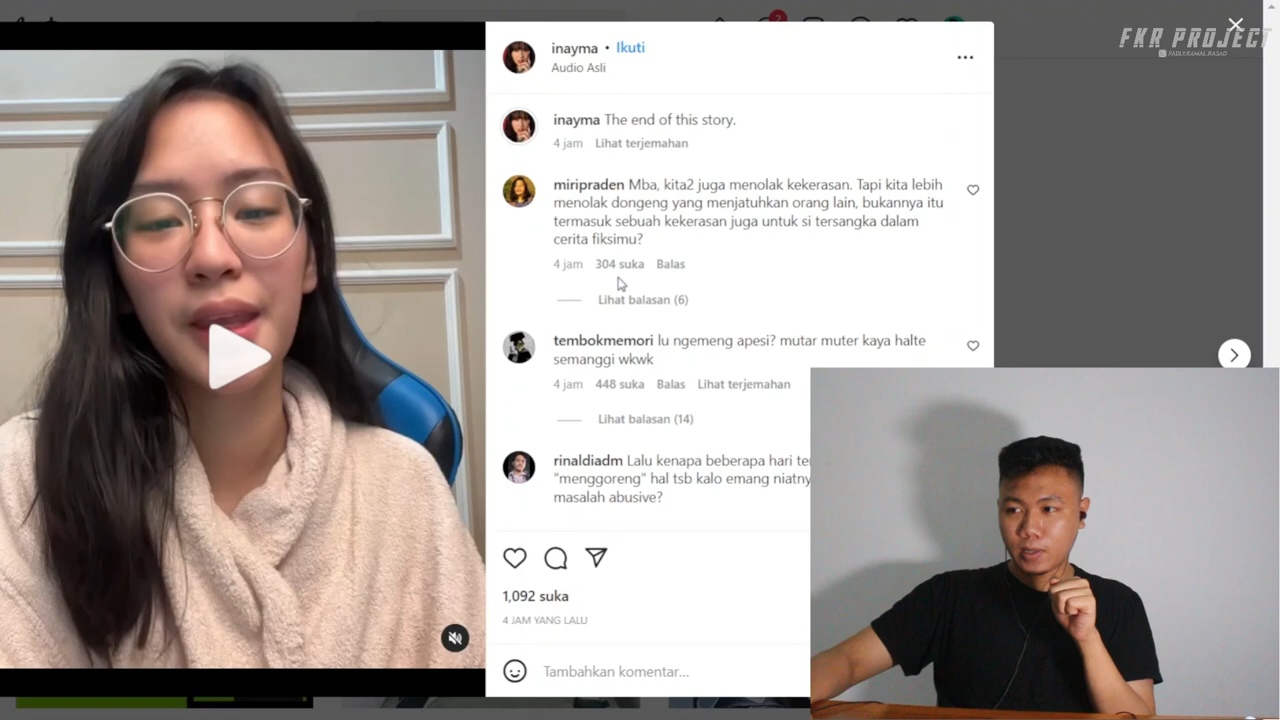 FKR PROJECT
FADLY.KAMAL.RASAD
2
inayma • Ikuti
Audio Asli
inayma The end of this story.
4 jam Lihat terjemahan
miripraden Mba, kita2 juga menolak kekerasan. Tapi kita lebih
menolak dongeng yang menjatuhkan orang lain, bukannya itu
termasuk sebuah kekerasan juga untuk si tersangka dalam
cerita fiksimu?
4 jam 304 suka Balas
Lihat balasan (6)
tembokmemori lu ngemeng apesi? mutar muter kaya halte
semanggi wkwk
4 jam 448 suka Balas Lihat terjemahan
Lihat balasan (14)
rinaldiadm Lalu kenapa beberapa hari
"menggoreng" hal tsb kalo emang
masalah abusive?
1,092 suka
4 JAM YANG LALU
Tambahkan komentar...